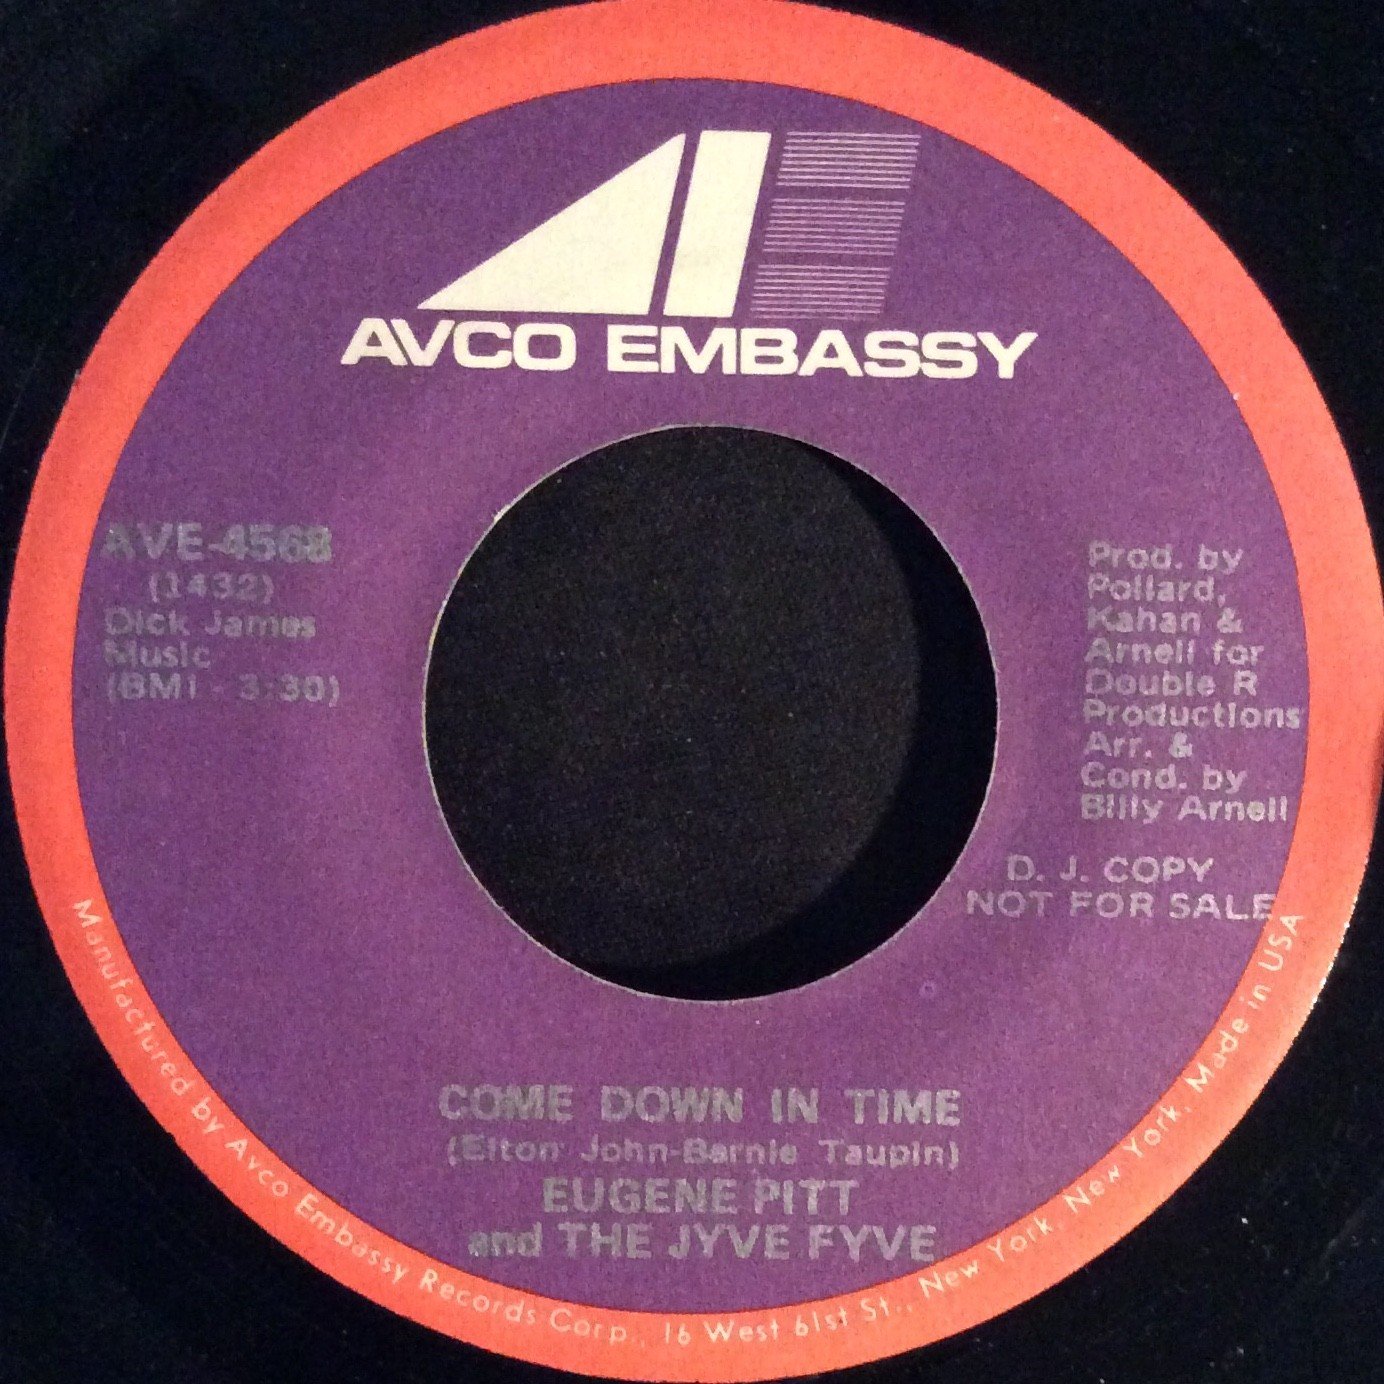 AVCO EMBASSY
AVE-4568
(1432)
Dick James
Music
(BMI - 3:30)
Prod. by
Pollard,
Kahan &
Arnell for
Double R
Productions
Arr. &
Cond. by
Billy Arnell
D. J. COPY
NOT FOR SALE
COME DOWN IN TIME
(Elton John-Bernie Taupin)
EUGENE PITT
and THE JYVE FYVE
Manufactured by Avco Embassy Records Corp., 16 West 61st St., New York, New York, Made in USA